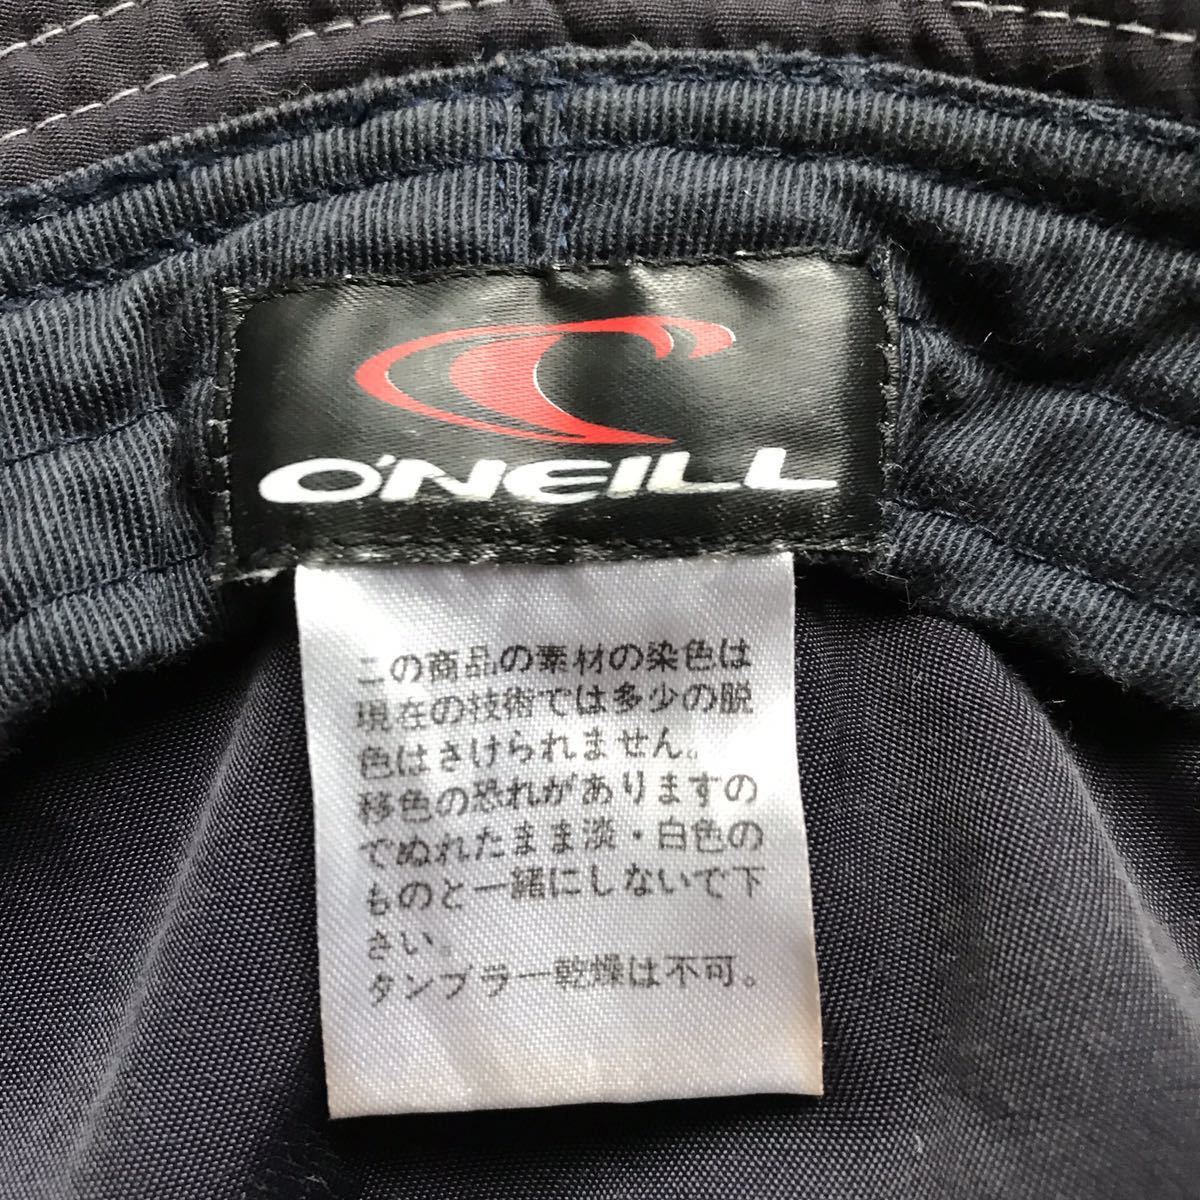 O'NEILL
この商品の素材の染色は
現在の技術では多少の脱
色はさけられません。
移色の恐れがありますの
でぬれたまま淡・白色の
ものと一緒にしないで下
さい。
タンブラー乾燥は不可。